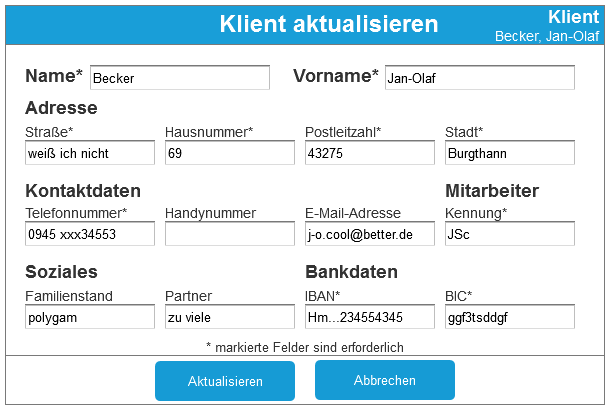 Klient aktualisieren
Klient
Becker, Jan-Olaf
Name* Becker Vorname* Jan-Olaf
Adresse
Straße* Hausnummer* Postleitzahl* Stadt*
weiß ich nicht 69 43275 Burgthann
Kontaktdaten Mitarbeiter
Telefonnummer* Handynummer E-Mail-Adresse Kennung*
0945 xxx34553 j-o.cool@better.de JSc
Soziales Bankdaten
Familienstand Partner IBAN* BIC*
polygam zu viele Hm...234554345 ggf3tsddgf
* markierte Felder sind erforderlich
Aktualisieren Abbrechen